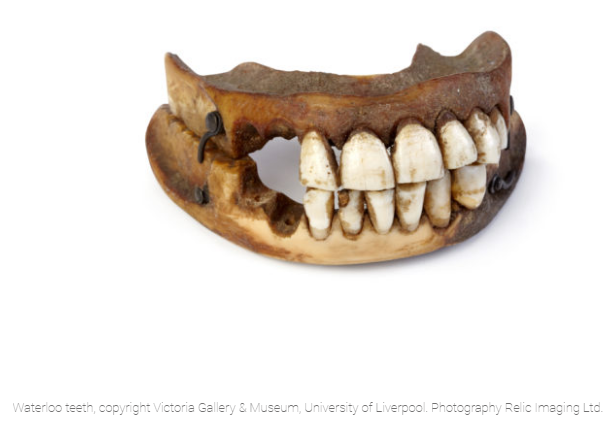 Waterloo teeth, copyright Victoria Gallery & Museum, University of Liverpool. Photography Relic Imaging Ltd.